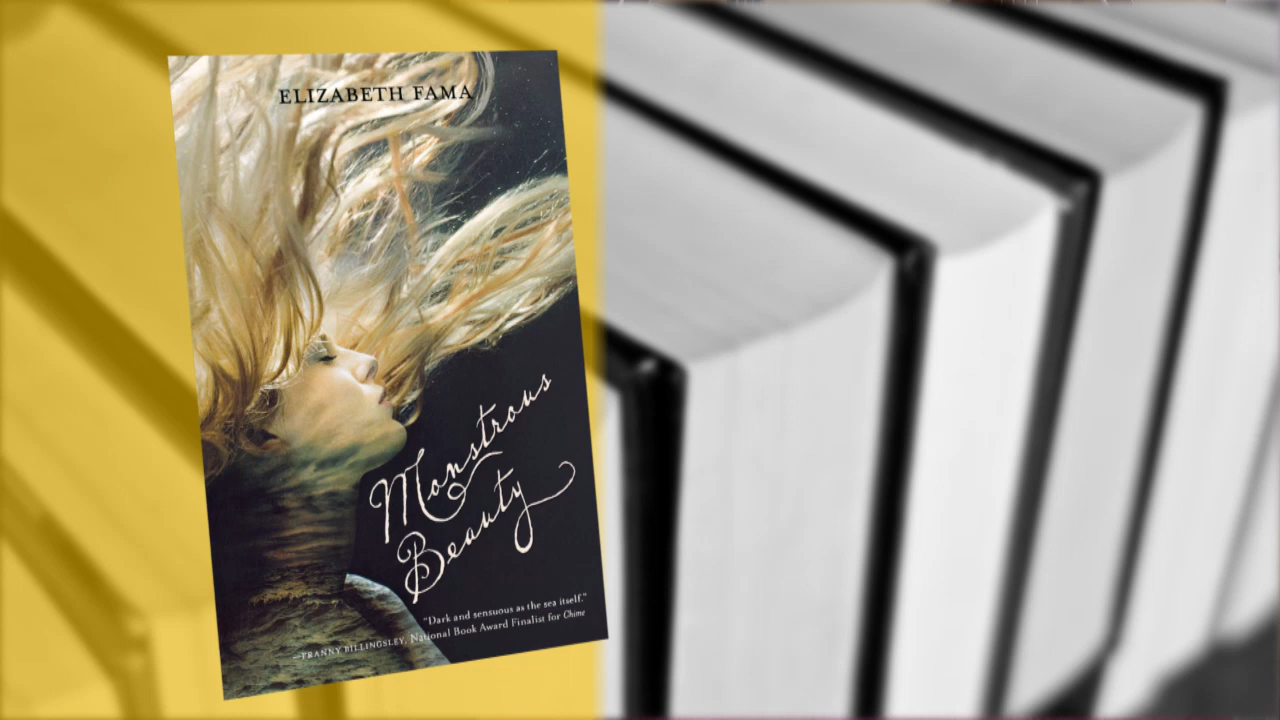 ELIZABETH FAMA
Monstrous
Beauty
"Dark and sensuous as the sea itself."
—FRANNY BILLINGSLEY, National Book Award Finalist for Chime